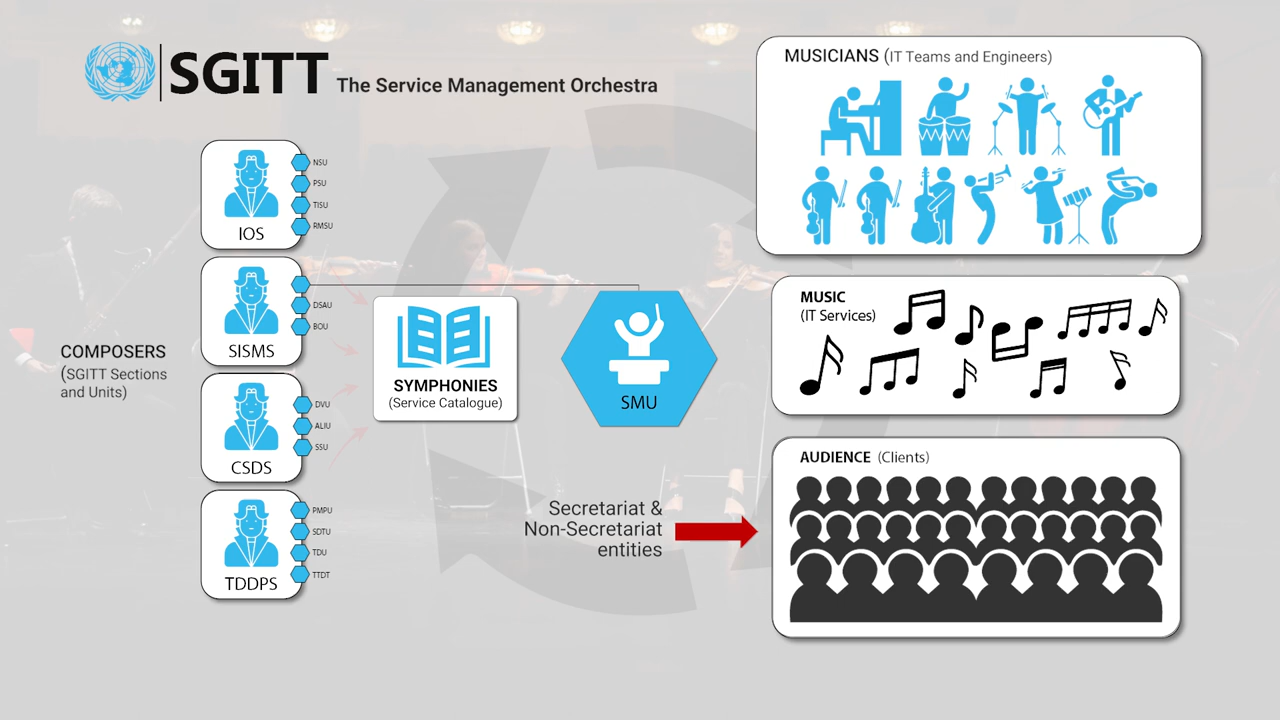 SGITT The Service Management Orchestra
COMPOSERS
(SGITT Sections
and Units)
IOS
NSU
PSU
TISU
RMSU
SISMS
DSAU
BOU
CSDS
DVU
ALIU
SSU
TDDPS
PMPU
SDTU
TDU
TTDT
SYMPHONIES
(Service Catalogue)
SMU
Secretariat &
Non-Secretariat
entities
MUSICIANS (IT Teams and Engineers)
MUSIC
(IT Services)
AUDIENCE (Clients)